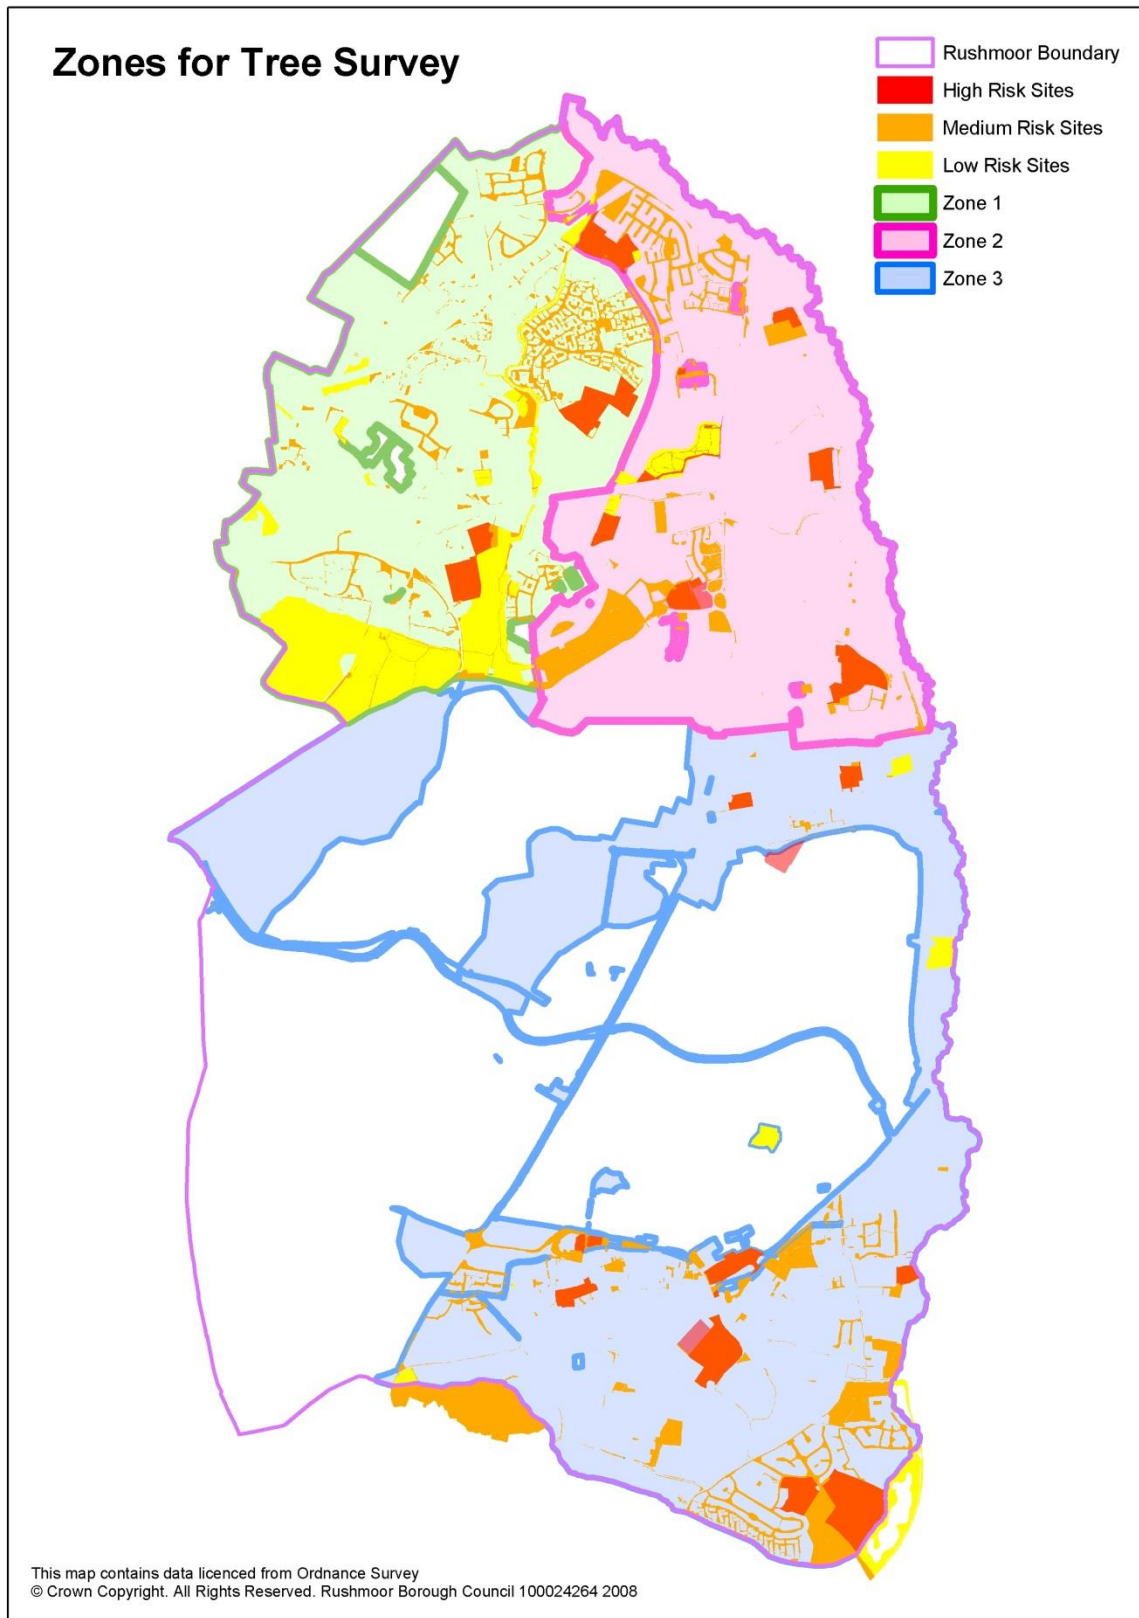 Zones for Tree Survey
Rushmoor Boundary
High Risk Sites
Medium Risk Sites
Low Risk Sites
Zone 1
Zone 2
Zone 3
This map contains data licenced from Ordnance Survey
© Crown Copyright. All Rights Reserved. Rushmoor Borough Council 100024264 2008